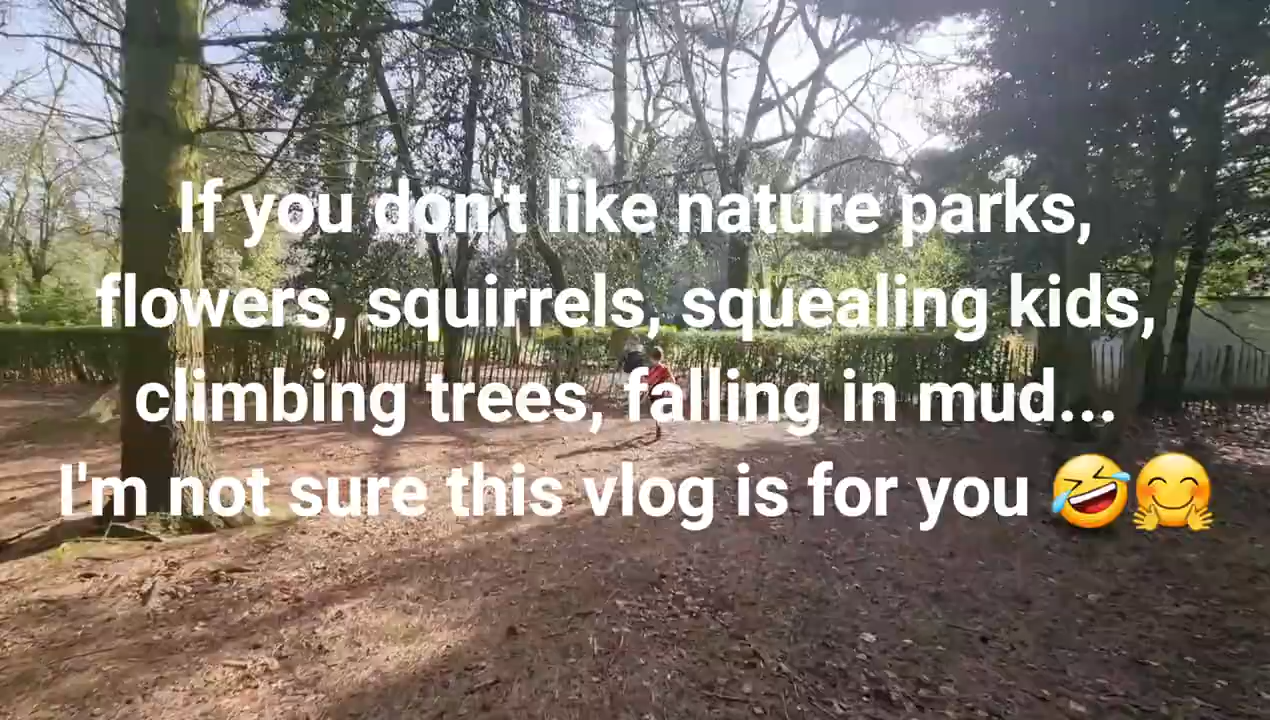 If you don't like nature parks,
flowers, squirrels, squealing kids,
climbing trees, falling in mud...
I'm not sure this vlog is for you 🤣🤗